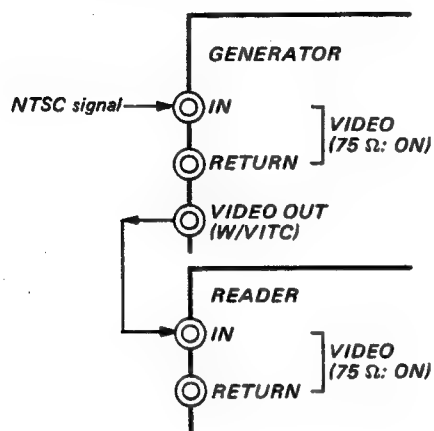 GENERATOR
NTSC signal
IN
VIDEO
(75 Ω: ON)
RETURN
VIDEO OUT
(W/VITC)
READER
IN
VIDEO
(75 Ω: ON)
RETURN